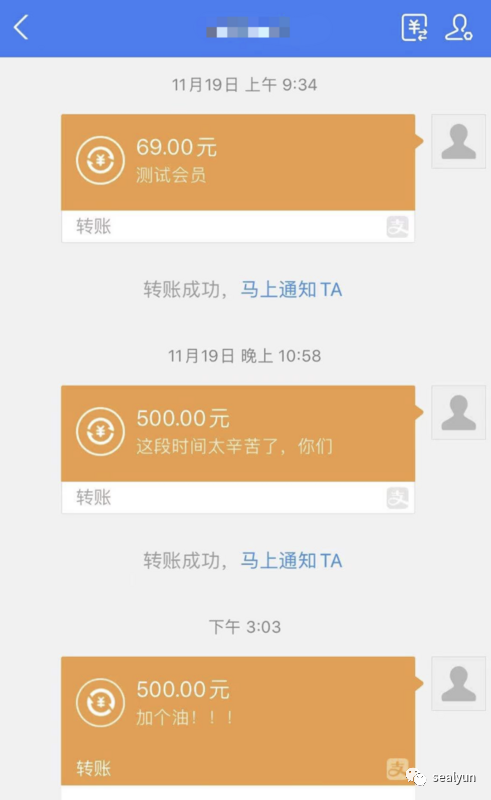 11月19日 上午 9:34
69.00元
测试会员
转账
转账成功，马上通知TA
11月19日 晚上 10:58
500.00元
这段时间太辛苦了，你们
转账
转账成功，马上通知TA
下午 3:03
500.00元
加个油！！！
转账
sealyun